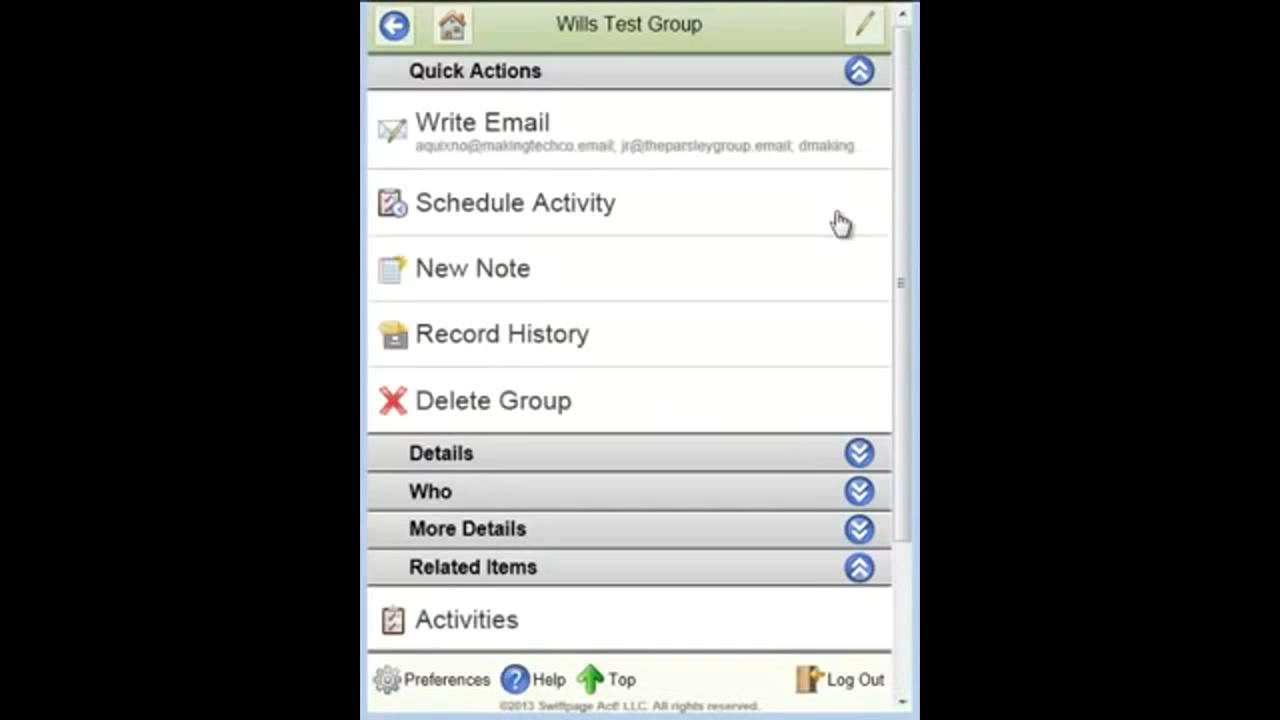 Wills Test Group
Quick Actions
Write Email
aquixno@makingtechco.email; jr@theparsleygroup.email; dmaking...
Schedule Activity
New Note
Record History
Delete Group
Details
Who
More Details
Related Items
Activities
Preferences Help Top Log Out
©2013 Swiftpage Act! LLC. All rights reserved.